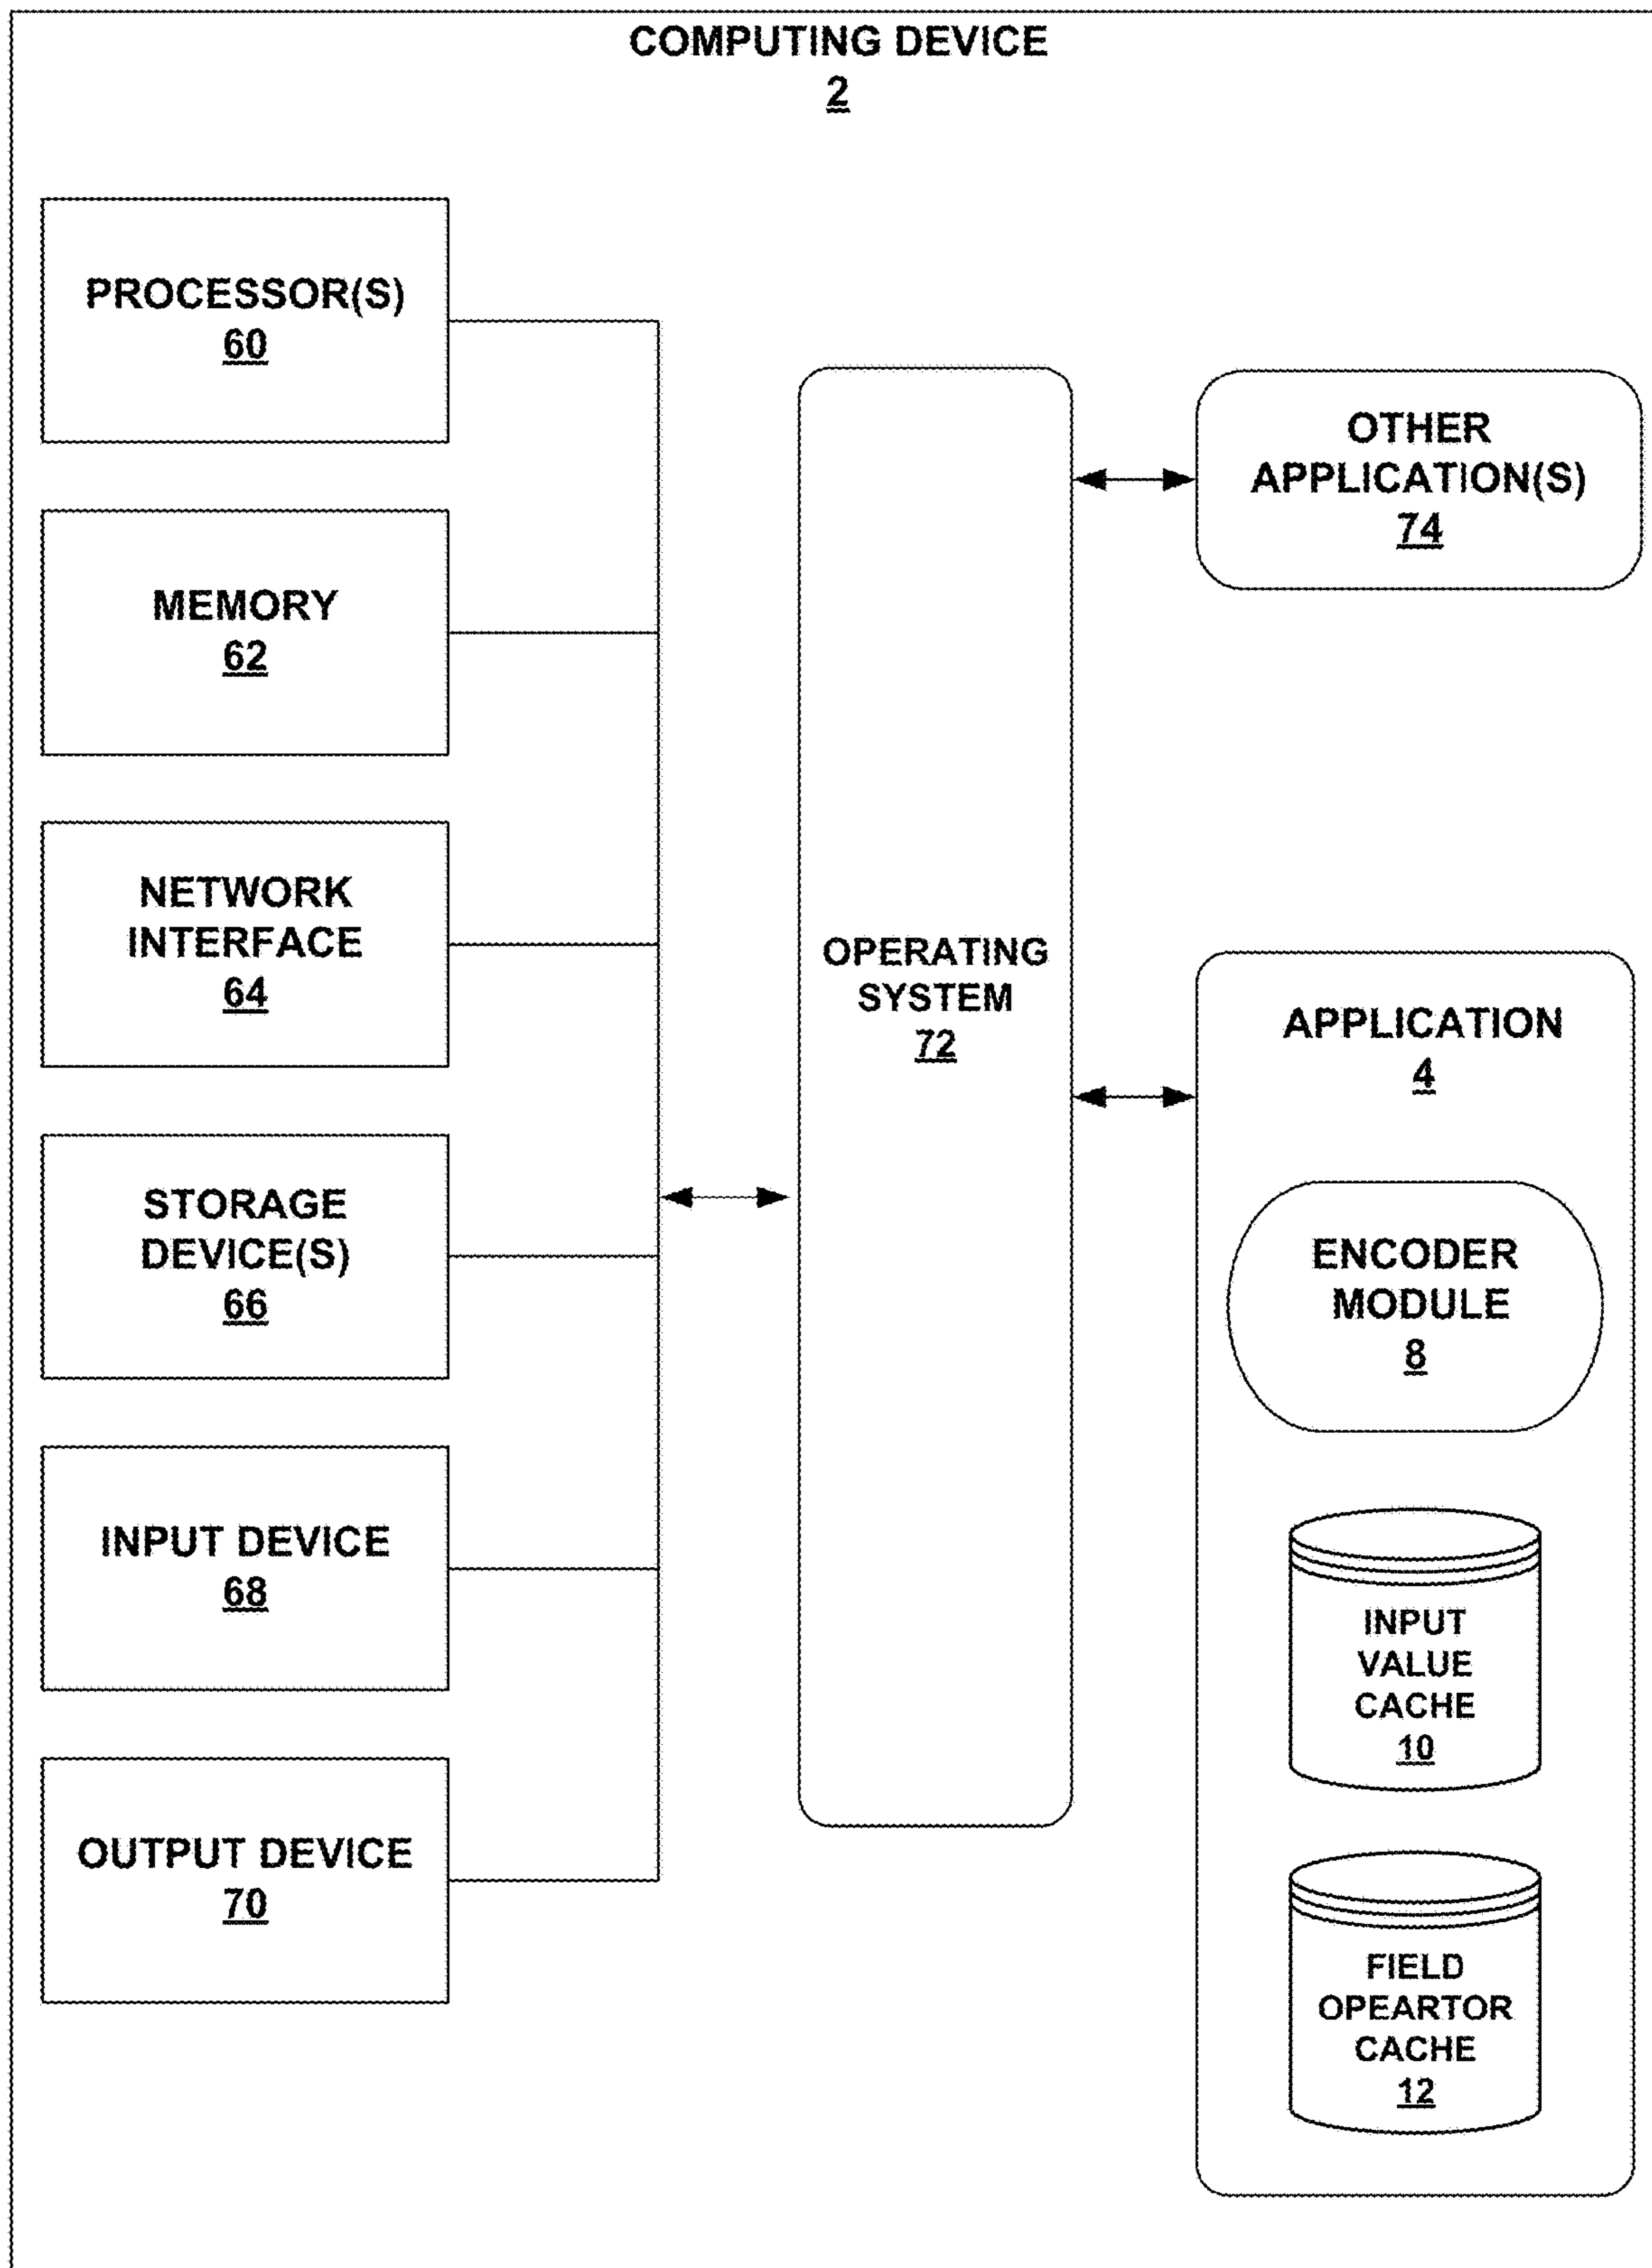 COMPUTING DEVICE
2
PROCESSOR(S)
60
MEMORY
62
NETWORK
INTERFACE
64
STORAGE
DEVICE(S)
66
INPUT DEVICE
68
OUTPUT DEVICE
70
OPERATING
SYSTEM
72
OTHER
APPLICATION(S)
74
APPLICATION
4
ENCODER
MODULE
8
INPUT
VALUE
CACHE
10
FIELD
OPEARTOR
CACHE
12